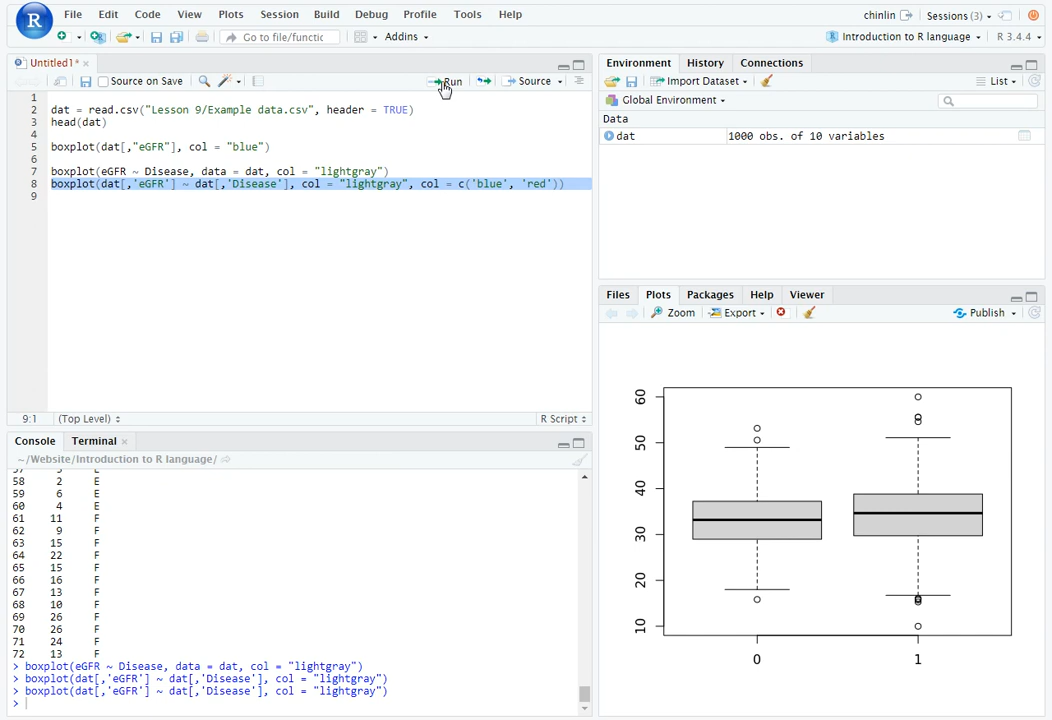 R File Edit Code View Plots Session Build Debug Profile Tools Help chinlin Sessions (3)
Go to file/functic Addins Introduction to R language R 3.4.4
Untitled1* ×
Source on Save Run Source
1
2 dat = read.csv("Lesson 9/Example data.csv", header = TRUE)
3 head(dat)
4
5 boxplot(dat[,"eGFR"], col = "blue")
6
7 boxplot(eGFR ~ Disease, data = dat, col = "lightgray")
8 boxplot(dat[,'eGFR'] ~ dat[,'Disease'], col = "lightgray", col = c('blue', 'red'))
9
9:1 (Top Level) R Script
Console Terminal ×
~/Website/Introduction to R language/
58 2 E
59 6 E
60 4 E
61 11 F
62 9 F
63 15 F
64 22 F
65 15 F
66 16 F
67 13 F
68 10 F
69 26 F
70 26 F
71 24 F
72 13 F
> boxplot(eGFR ~ Disease, data = dat, col = "lightgray")
> boxplot(dat[,'eGFR'] ~ dat[,'Disease'], col = "lightgray")
> boxplot(dat[,'eGFR'] ~ dat[,'Disease'], col = "lightgray")
>
Environment History Connections
Import Dataset List
Global Environment
Data
dat 1000 obs. of 10 variables
Files Plots Packages Help Viewer
Zoom Export Publish
60
50
40
30
20
10
0 1